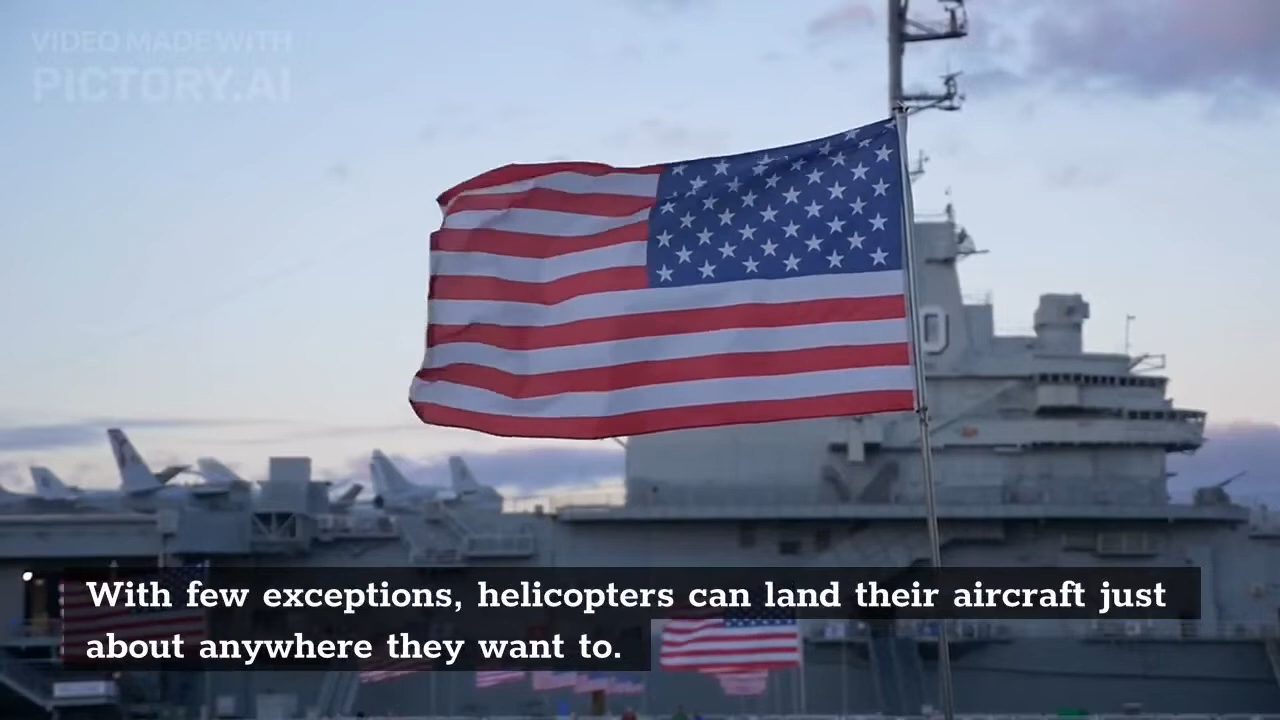 VIDEO MADE WITH
PICTORY.AI
With few exceptions, helicopters can land their aircraft just
about anywhere they want to.